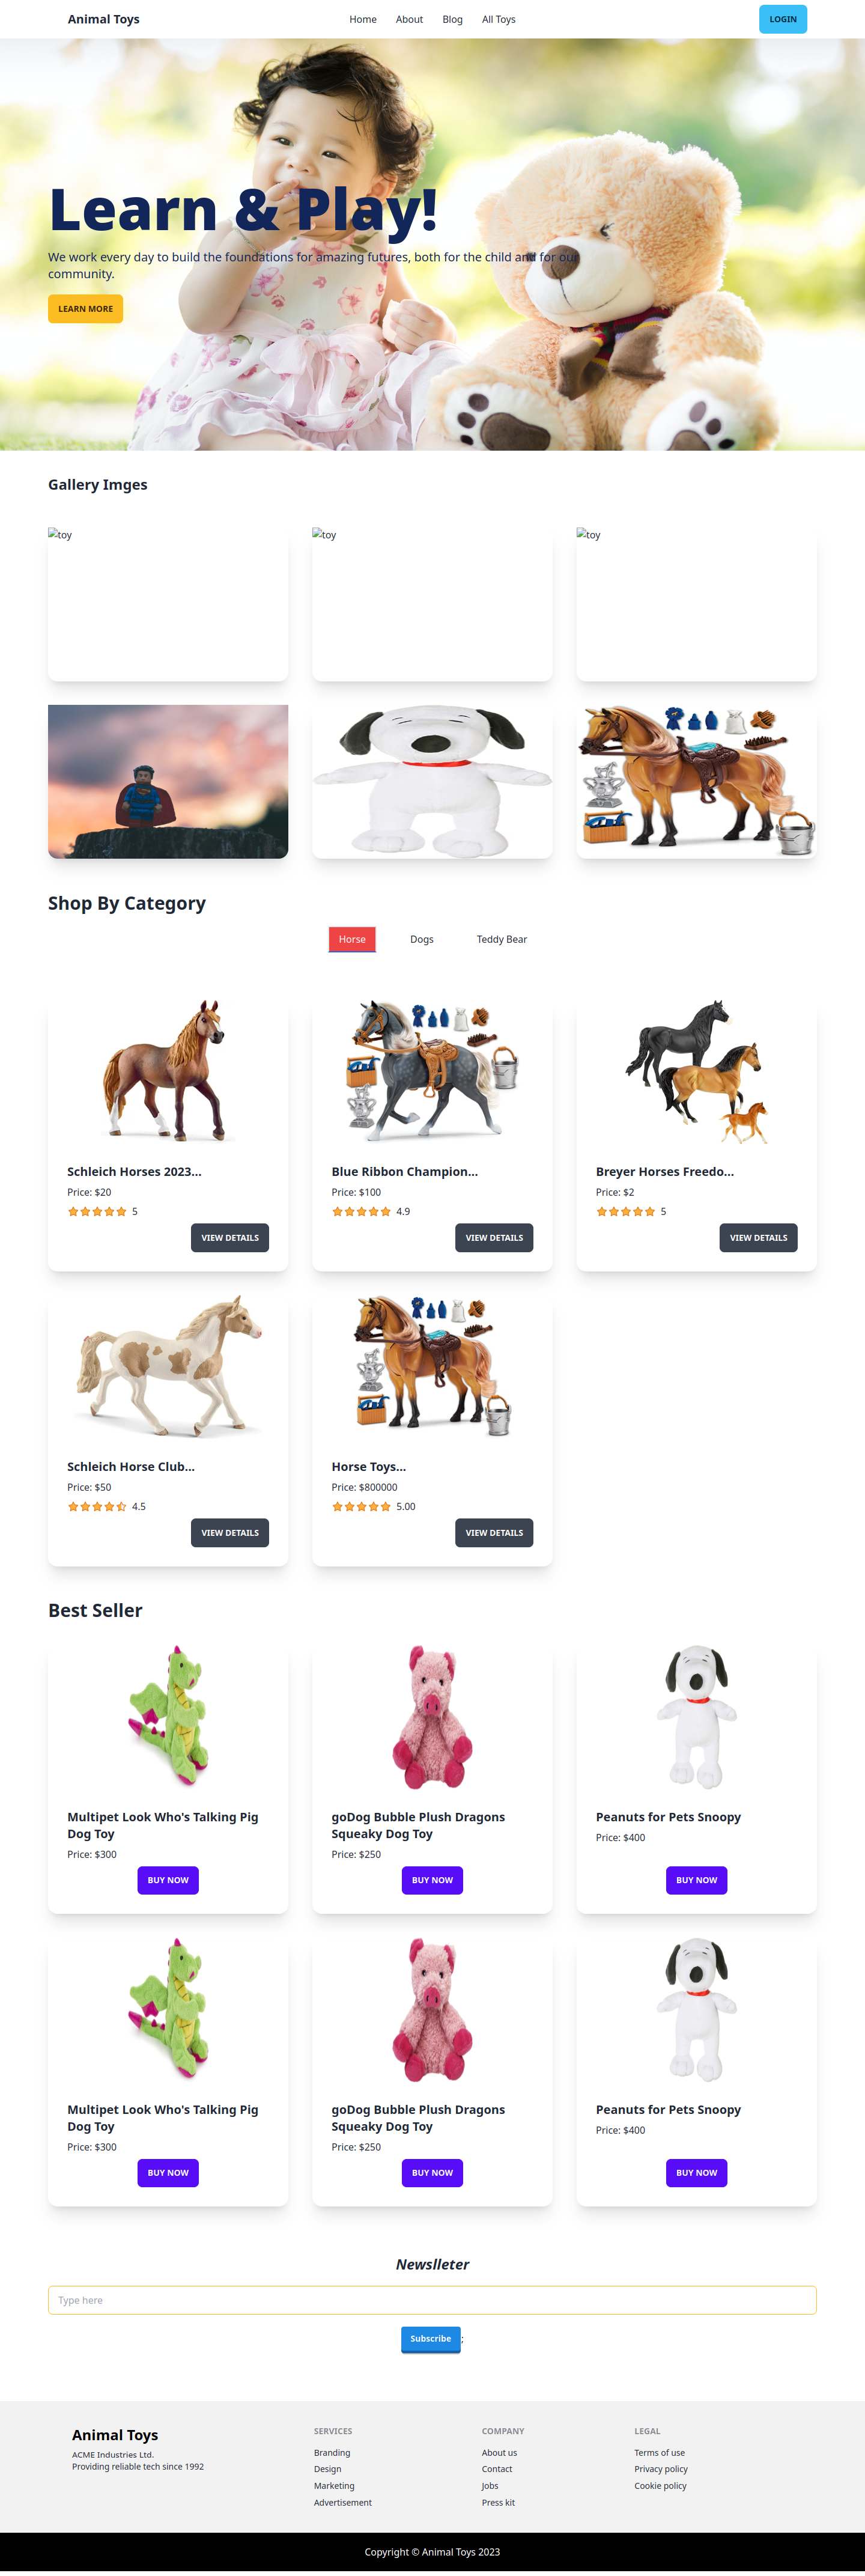 Animal Toys
Home
About
Blog
All Toys
LOGIN
Learn & Play!
We work every day to build the foundations for amazing futures, both for the child and for our
community.
LEARN MORE
Gallery Imges
toy
toy
toy
Shop By Category
Horse
Dogs
Teddy Bear
Schleich Horses 2023...
Price: $20
5
VIEW DETAILS
Blue Ribbon Champion...
Price: $100
4.9
VIEW DETAILS
Breyer Horses Freedo...
Price: $2
5
VIEW DETAILS
Schleich Horse Club...
Price: $50
4.5
VIEW DETAILS
Horse Toys...
Price: $800000
5.00
VIEW DETAILS
Best Seller
Multipet Look Who's Talking Pig
Dog Toy
Price: $300
BUY NOW
goDog Bubble Plush Dragons
Squeaky Dog Toy
Price: $250
BUY NOW
Peanuts for Pets Snoopy
Price: $400
BUY NOW
Multipet Look Who's Talking Pig
Dog Toy
Price: $300
BUY NOW
goDog Bubble Plush Dragons
Squeaky Dog Toy
Price: $250
BUY NOW
Peanuts for Pets Snoopy
Price: $400
BUY NOW
Newslleter
Type here
Subscribe ;
Animal Toys
ACME Industries Ltd.
Providing reliable tech since 1992
SERVICES
Branding
Design
Marketing
Advertisement
COMPANY
About us
Contact
Jobs
Press kit
LEGAL
Terms of use
Privacy policy
Cookie policy
Copyright © Animal Toys 2023